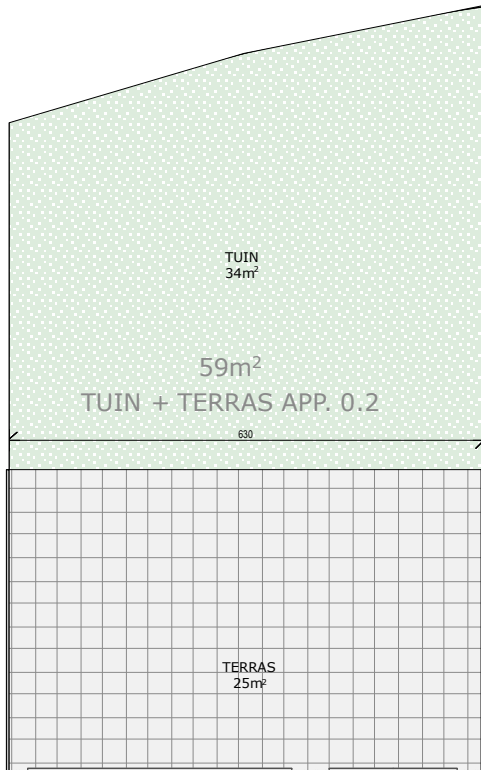 TUIN
34m²
59m²
TUIN + TERRAS APP. 0.2
630
TERRAS
25m²